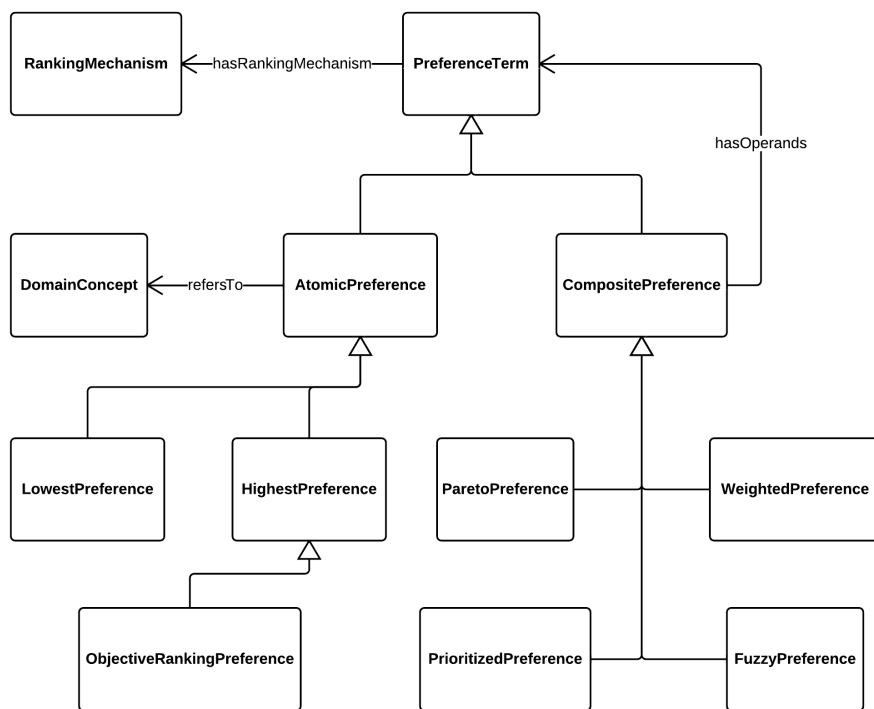 RankingMechanism
hasRankingMechanism
PreferenceTerm
hasOperands
DomainConcept
refersTo
AtomicPreference
CompositePreference
LowestPreference
HighestPreference
ParetoPreference
WeightedPreference
ObjectiveRankingPreference
PrioritizedPreference
FuzzyPreference